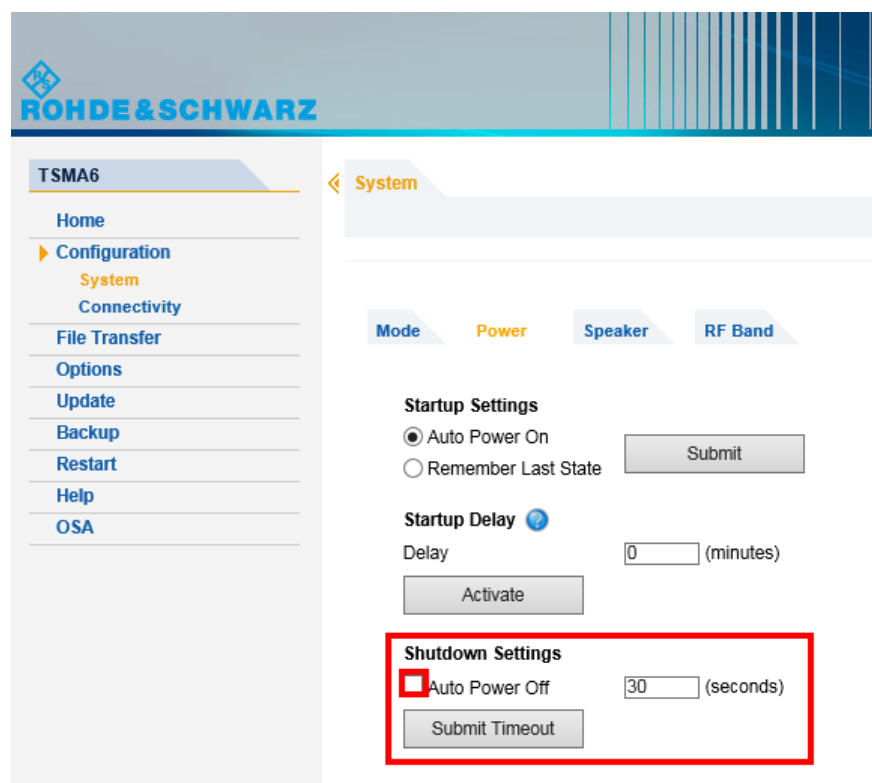 R&S
ROHDE&SCHWARZ
TSMA6
Home
Configuration
System
Connectivity
File Transfer
Options
Update
Backup
Restart
Help
OSA
System
Mode Power Speaker RF Band
Startup Settings
Auto Power On
Remember Last State
Submit
Startup Delay ?
Delay 0 (minutes)
Activate
Shutdown Settings
Auto Power Off 30 (seconds)
Submit Timeout